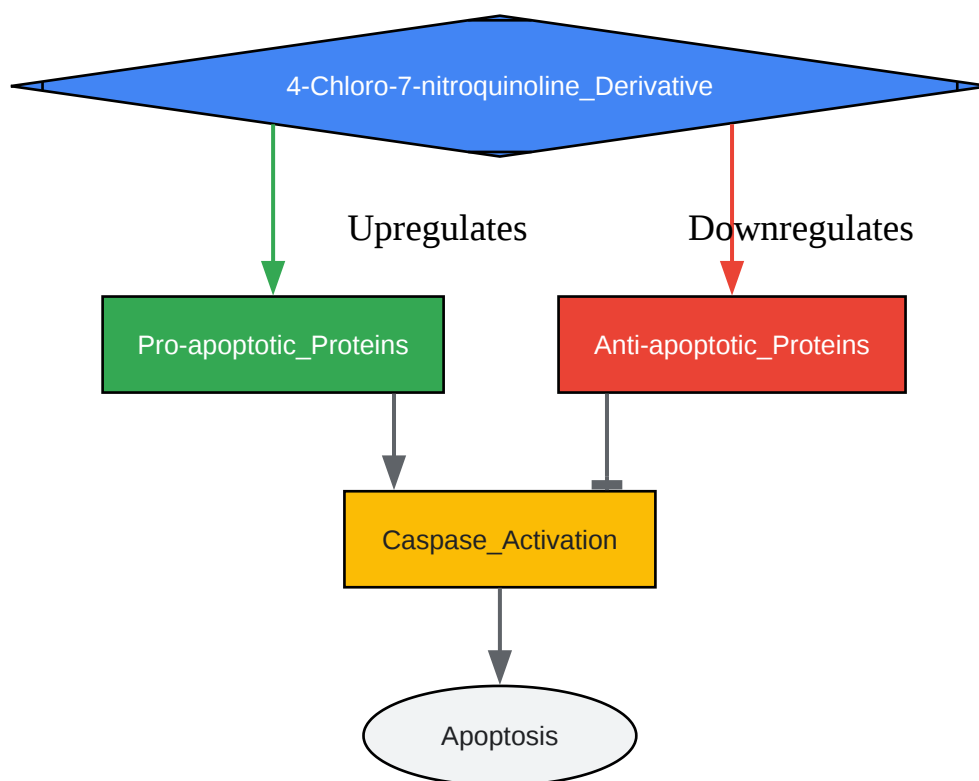 4-Chloro-7-nitroquinoline_Derivative
Upregulates
Downregulates
Pro-apoptotic_Proteins
Anti-apoptotic_Proteins
Caspase_Activation
Apoptosis